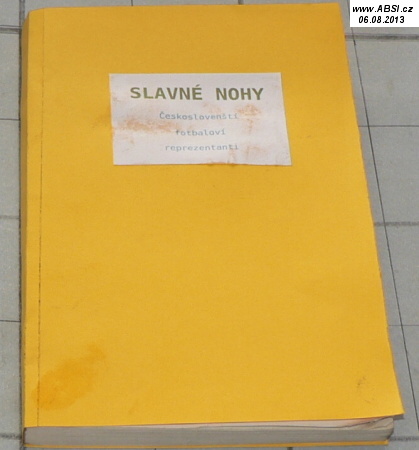 www.ABSI.cz
06.08.2013
SLAVNÉ NOHY
Českoslovenští
fotbaloví
reprezentanti